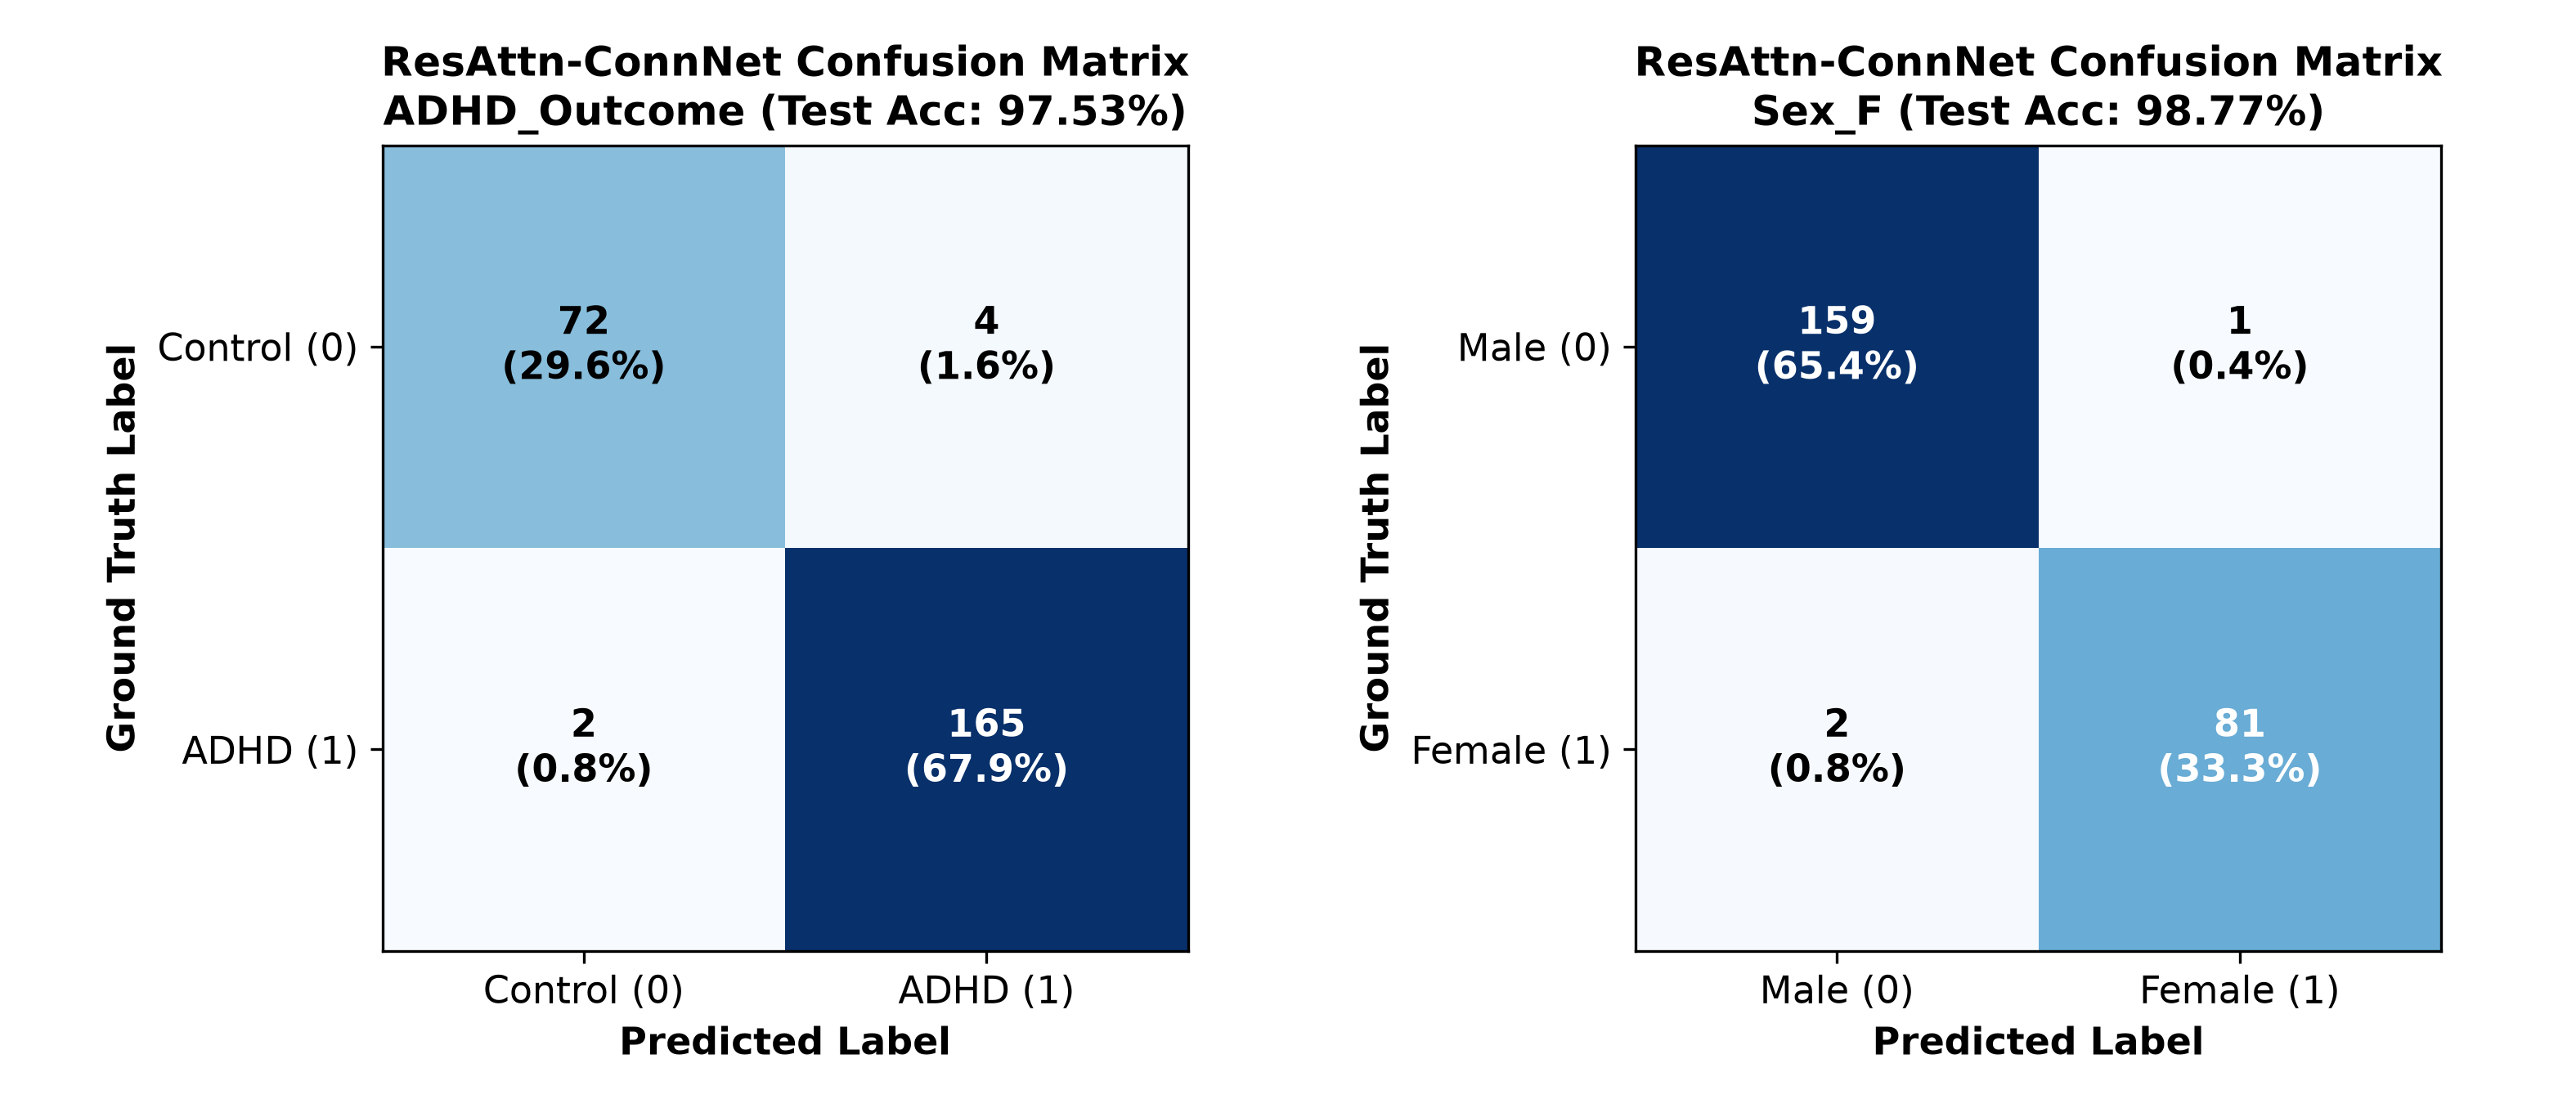 ResAttn-ConnNet Confusion Matrix
ADHD_Outcome (Test Acc: 97.53%)
Ground Truth Label
Control (0)
72
(29.6%)
4
(1.6%)
ADHD (1)
2
(0.8%)
165
(67.9%)
Control (0)
ADHD (1)
Predicted Label
ResAttn-ConnNet Confusion Matrix
Sex_F (Test Acc: 98.77%)
Ground Truth Label
Male (0)
159
(65.4%)
1
(0.4%)
Female (1)
2
(0.8%)
81
(33.3%)
Male (0)
Female (1)
Predicted Label